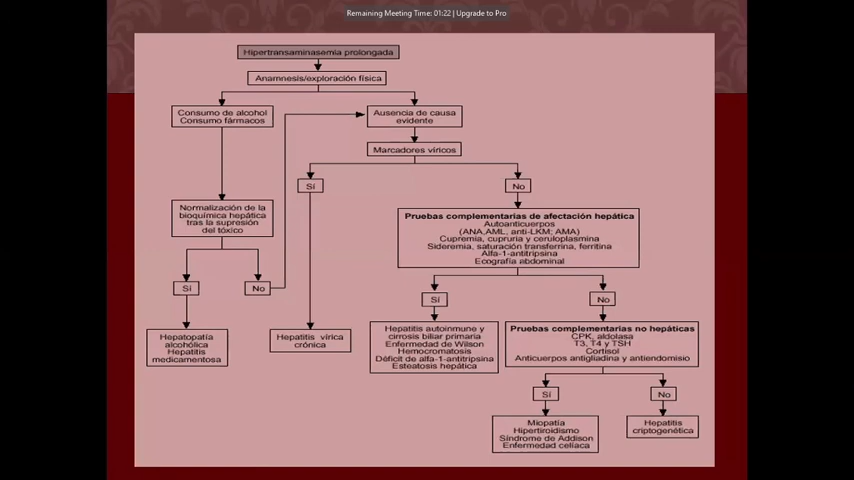 Remaining Meeting Time: 01:22 | Upgrade to Pro
Hipertransaminasemia prolongada
Anamnesis/exploración física
Consumo de alcohol
Consumo fármacos
Ausencia de causa
evidente
Marcadores víricos
Sí
No
Normalización de la
bioquímica hepática
tras la supresión
del tóxico
Pruebas complementarias de afectación hepática
Autoanticuerpos
(ANA,AML, anti-LKM; AMA)
Cupremia, cupruria y ceruloplasmina
Sideremia, saturación transferrina, ferritina
Alfa-1-antitripsina
Ecografía abdominal
Sí
No
Sí
No
Hepatopatía
alcohólica
Hepatitis
medicamentosa
Hepatitis vírica
crónica
Hepatitis autoinmune y
cirrosis biliar primaria
Enfermedad de Wilson
Hemocromatosis
Déficit de alfa-1-antitripsina
Esteatosis hepática
Pruebas complementarias no hepáticas
CPK, aldolasa
T3, T4 y TSH
Cortisol
Anticuerpos antigliadina y antiendomisio
Sí
No
Miopatía
Hipertiroidismo
Síndrome de Addison
Enfermedad celíaca
Hepatitis
criptogenética